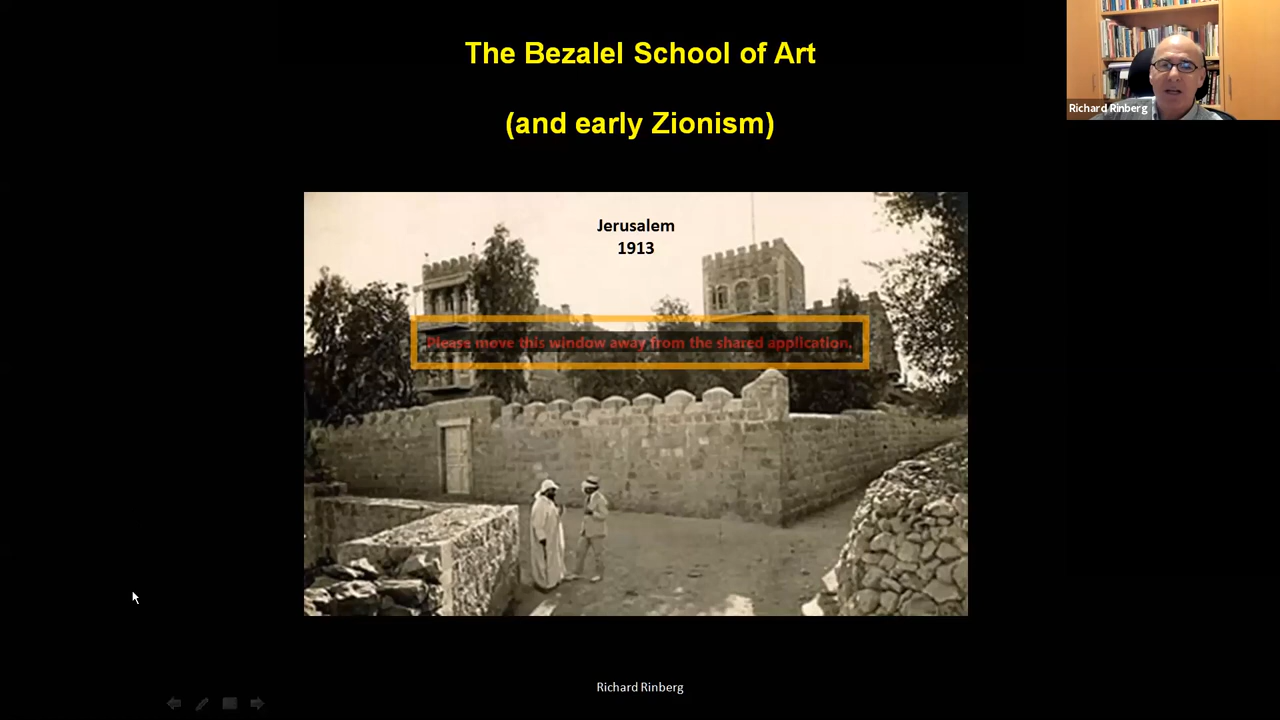 The Bezalel School of Art
(and early Zionism)
Richard Rinberg
Jerusalem
1913
Please move this window away from the shared application.
Richard Rinberg